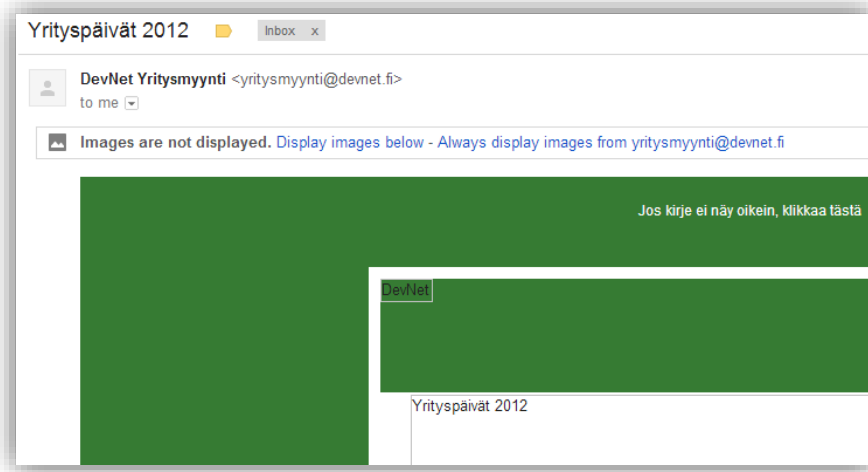 Yrityspäivät 2012 Inbox x
DevNet Yritysmyynti <yritysmyynti@devnet.fi>
to me
Images are not displayed. Display images below - Always display images from yritysmyynti@devnet.fi
Jos kirje ei näy oikein, klikkaa tästä
DevNet
Yrityspäivät 2012